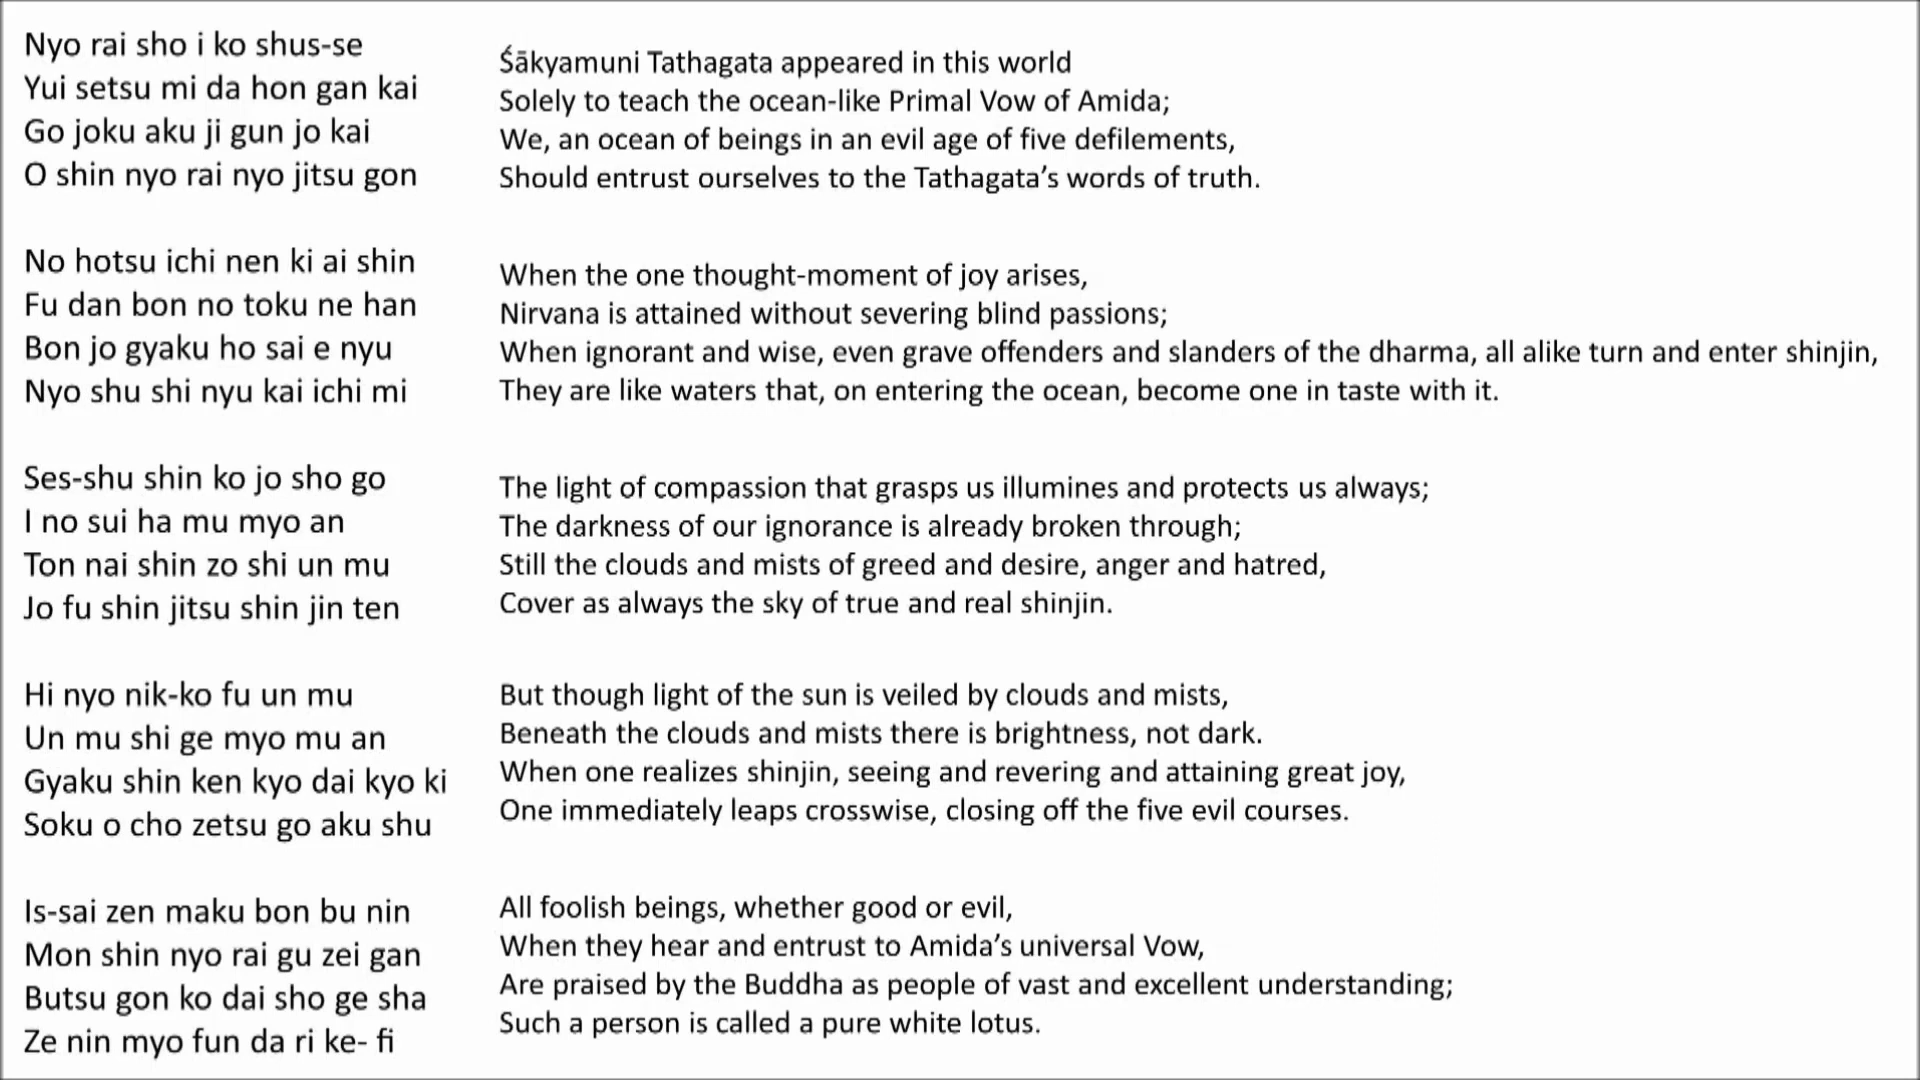 Nyo rai sho i ko shus-se
Yui setsu mi da hon gan kai
Go joku aku ji gun jo kai
O shin nyo rai nyo jitsu gon
Śākyamuni Tathagata appeared in this world
Solely to teach the ocean-like Primal Vow of Amida;
We, an ocean of beings in an evil age of five defilements,
Should entrust ourselves to the Tathagata’s words of truth.
No hotsu ichi nen ki ai shin
Fu dan bon no toku ne han
Bon jo gyaku ho sai e nyu
Nyo shu shi nyu kai ichi mi
When the one thought-moment of joy arises,
Nirvana is attained without severing blind passions;
When ignorant and wise, even grave offenders and slanders of the dharma, all alike turn and enter shinjin,
They are like waters that, on entering the ocean, become one in taste with it.
Ses-shu shin ko jo sho go
I no sui ha mu myo an
Ton nai shin zo shi un mu
Jo fu shin jitsu shin jin ten
The light of compassion that grasps us illumines and protects us always;
The darkness of our ignorance is already broken through;
Still the clouds and mists of greed and desire, anger and hatred,
Cover as always the sky of true and real shinjin.
Hi nyo nik-ko fu un mu
Un mu shi ge myo mu an
Gyaku shin ken kyo dai kyo ki
Soku o cho zetsu go aku shu
But though light of the sun is veiled by clouds and mists,
Beneath the clouds and mists there is brightness, not dark.
When one realizes shinjin, seeing and revering and attaining great joy,
One immediately leaps crosswise, closing off the five evil courses.
Is-sai zen maku bon bu nin
Mon shin nyo rai gu zei gan
Butsu gon ko dai sho ge sha
Ze nin myo fun da ri ke- fi
All foolish beings, whether good or evil,
When they hear and entrust to Amida’s universal Vow,
Are praised by the Buddha as people of vast and excellent understanding;
Such a person is called a pure white lotus.